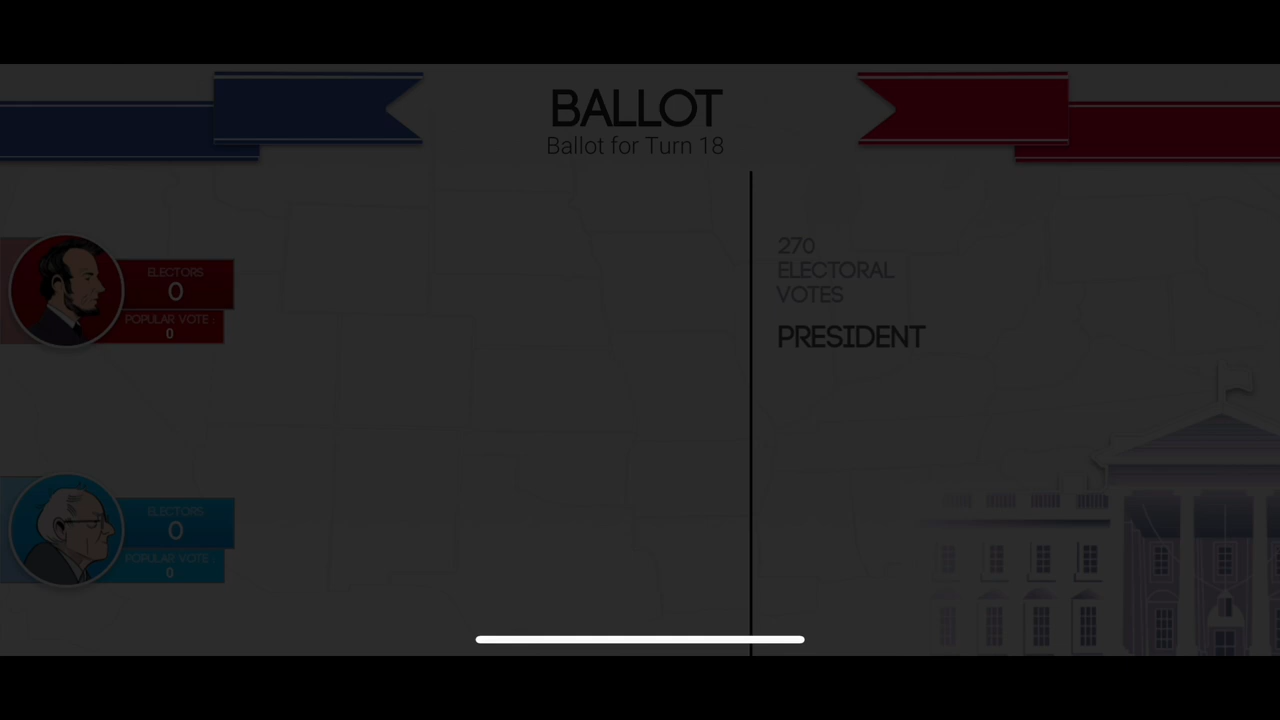 BALLOT
Ballot for Turn 18
270
ELECTORAL
VOTES
PRESIDENT
ELECTORS
0
POPULAR VOTE :
0
ELECTORS
0
POPULAR VOTE :
0